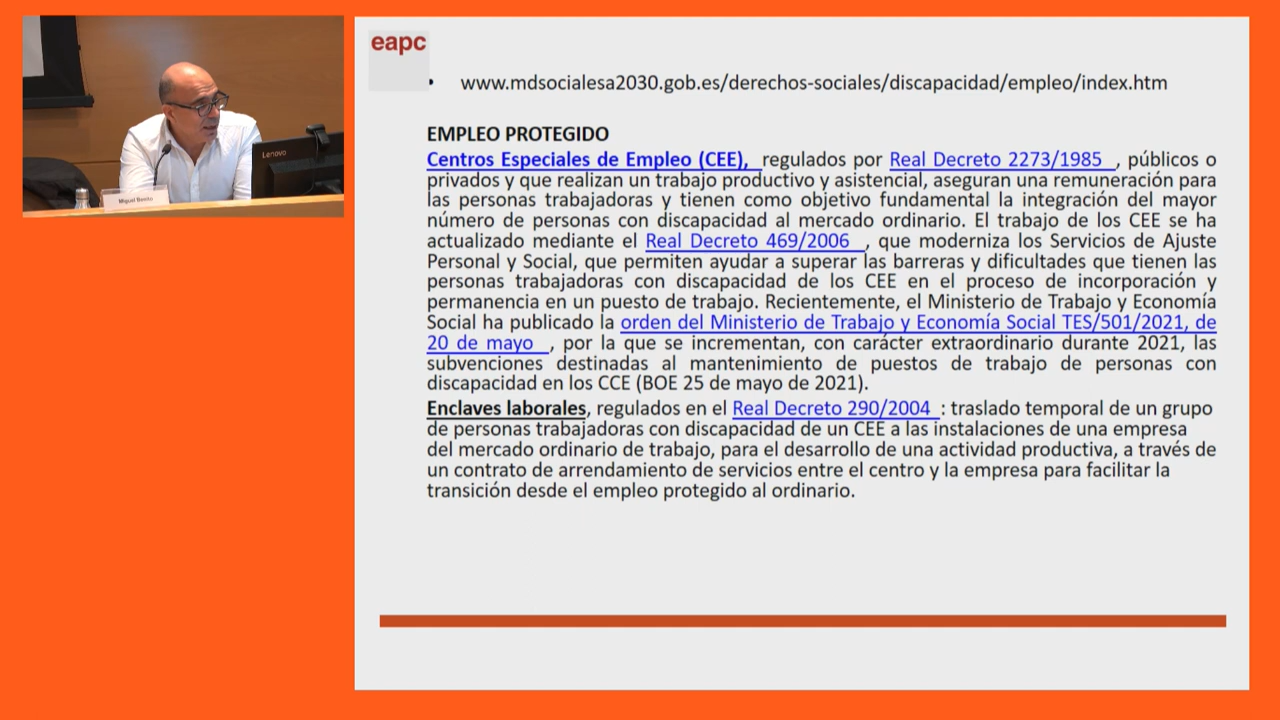 eapc
• www.mdsocialesa2030.gob.es/derechos-sociales/discapacidad/empleo/index.htm
EMPLEO PROTEGIDO
Centros Especiales de Empleo (CEE), regulados por Real Decreto 2273/1985 , públicos o
privados y que realizan un trabajo productivo y asistencial, aseguran una remuneración para
las personas trabajadoras y tienen como objetivo fundamental la integración del mayor
número de personas con discapacidad al mercado ordinario. El trabajo de los CEE se ha
actualizado mediante el Real Decreto 469/2006 , que moderniza los Servicios de Ajuste
Personal y Social, que permiten ayudar a superar las barreras y dificultades que tienen las
personas trabajadoras con discapacidad de los CEE en el proceso de incorporación y
permanencia en un puesto de trabajo. Recientemente, el Ministerio de Trabajo y Economía
Social ha publicado la orden del Ministerio de Trabajo y Economía Social TES/501/2021, de
20 de mayo , por la que se incrementan, con carácter extraordinario durante 2021, las
subvenciones destinadas al mantenimiento de puestos de trabajo de personas con
discapacidad en los CCE (BOE 25 de mayo de 2021).
Enclaves laborales, regulados en el Real Decreto 290/2004 : traslado temporal de un grupo
de personas trabajadoras con discapacidad de un CEE a las instalaciones de una empresa
del mercado ordinario de trabajo, para el desarrollo de una actividad productiva, a través de
un contrato de arrendamiento de servicios entre el centro y la empresa para facilitar la
transición desde el empleo protegido al ordinario.
Lenovo
Miguel Benito